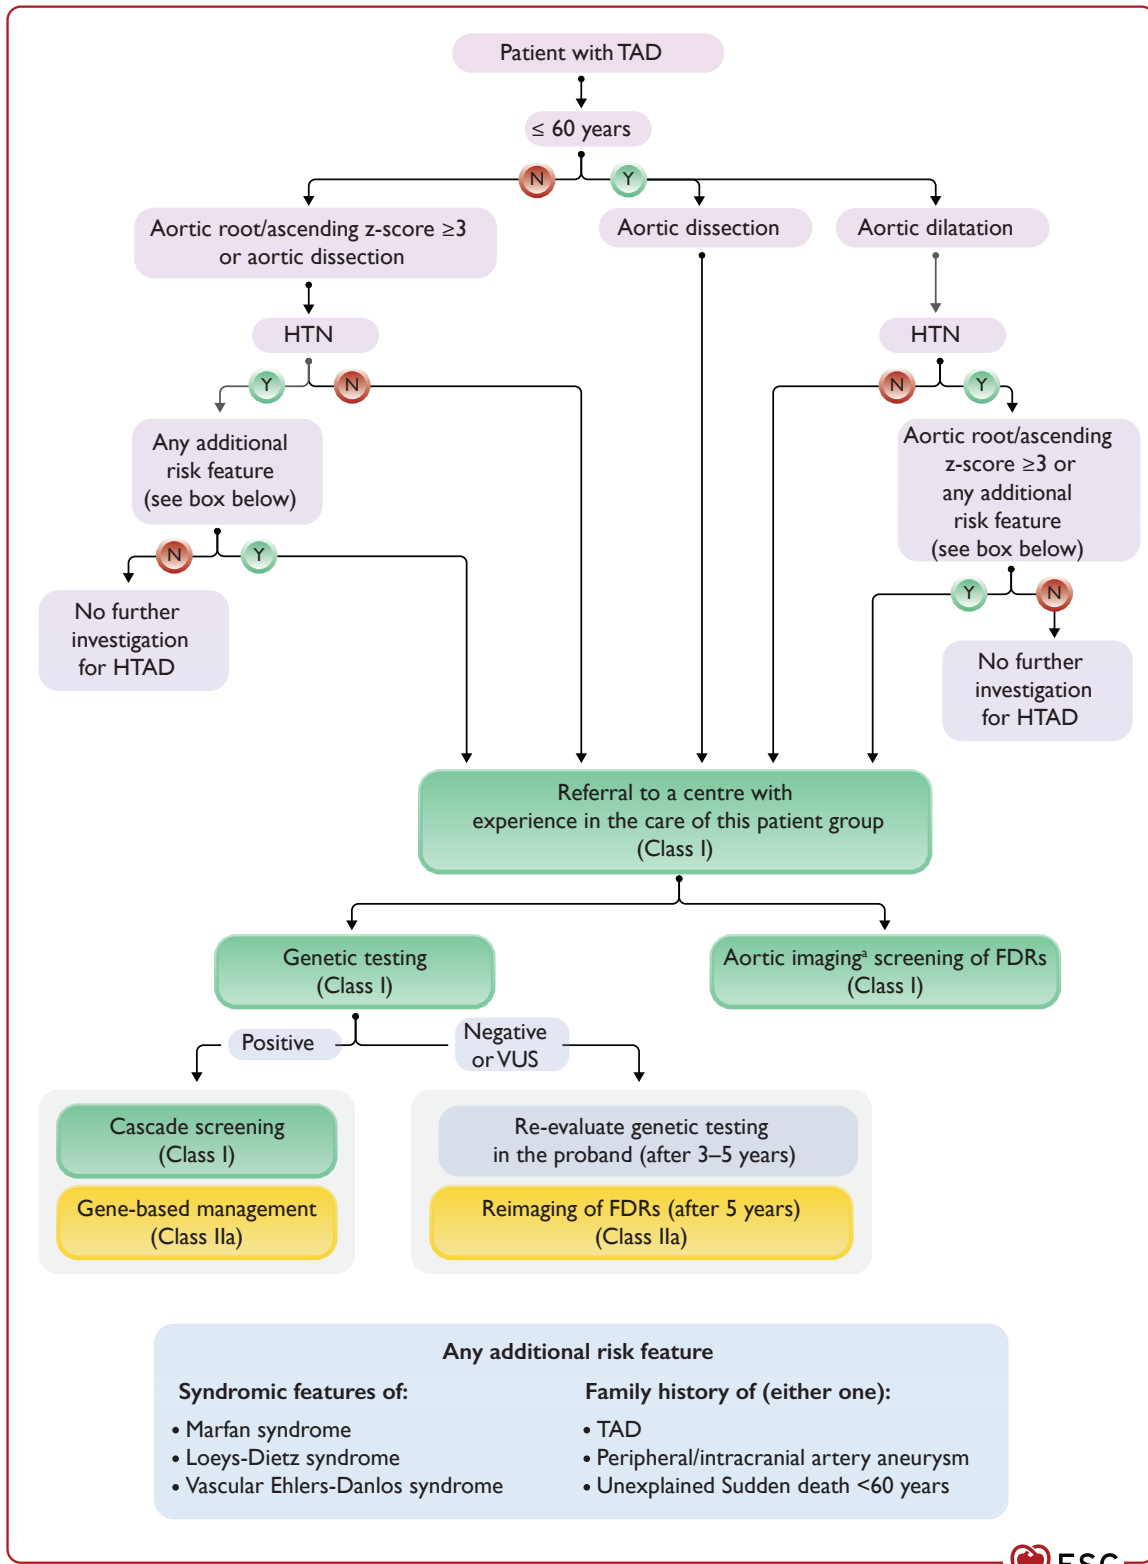 Patient with TAD
≤ 60 years
N
Y
Aortic root/ascending z-score ≥3
or aortic dissection
Aortic dissection
Aortic dilatation
HTN
HTN
Y
N
N
Y
Any additional
risk feature
(see box below)
Aortic root/ascending
z-score ≥3 or
any additional
risk feature
(see box below)
N
Y
Y
N
No further
investigation
for HTAD
No further
investigation
for HTAD
Referral to a centre with
experience in the care of this patient group
(Class I)
Genetic testing
(Class I)
Aortic imagingᵃ screening of FDRs
(Class I)
Positive
Negative
or VUS
Cascade screening
(Class I)
Gene-based management
(Class IIa)
Re-evaluate genetic testing
in the proband (after 3–5 years)
Reimaging of FDRs (after 5 years)
(Class IIa)
Any additional risk feature
Syndromic features of:
• Marfan syndrome
• Loeys-Dietz syndrome
• Vascular Ehlers-Danlos syndrome
Family history of (either one):
• TAD
• Peripheral/intracranial artery aneurysm
• Unexplained Sudden death <60 years
ESC